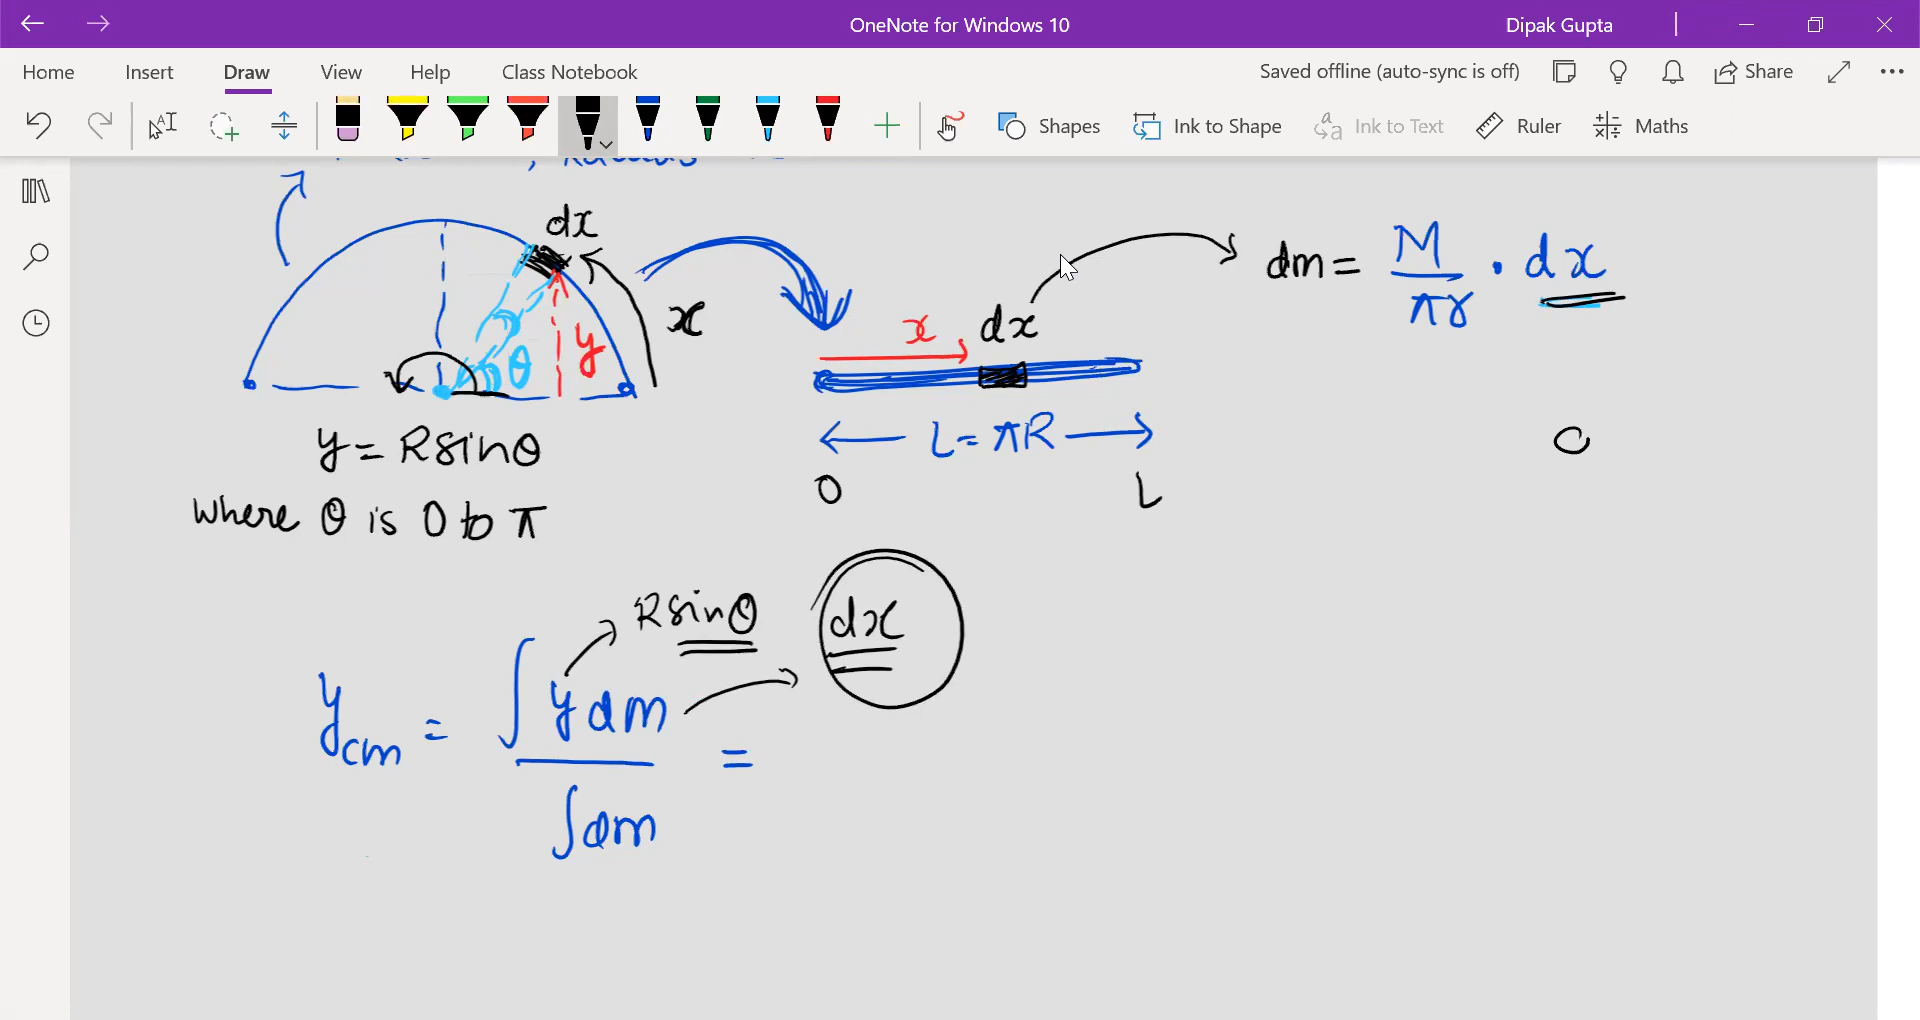 OneNote for Windows 10
Dipak Gupta
Home Insert Draw View Help Class Notebook
Saved offline (auto-sync is off) Share
Shapes Ink to Shape Ink to Text Ruler Maths
dx
x
y
θ
x dx
dm = M/πr · dx
L = πR
0 L
y = R sinθ
where θ is 0 to π
R sinθ
dx
y_cm = ∫ y dm / ∫ dm =